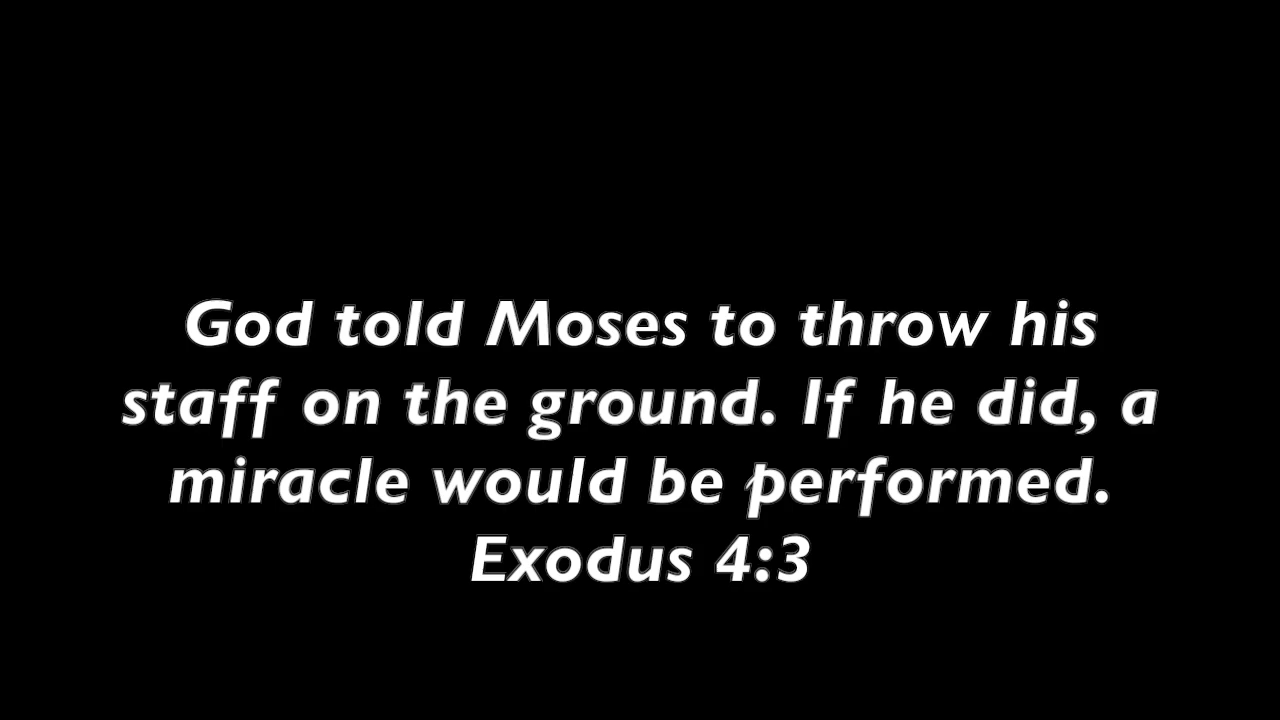 God told Moses to throw his
staff on the ground. If he did, a
miracle would be performed.
Exodus 4:3